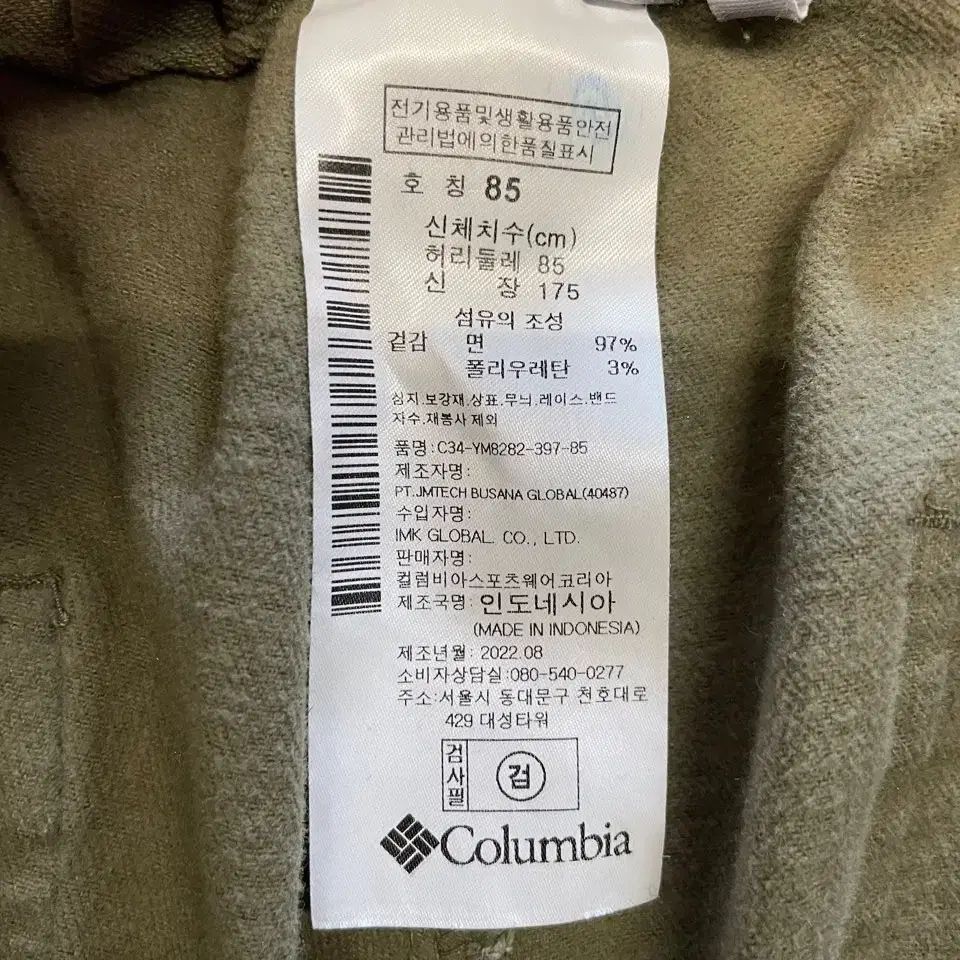 전기용품및생활용품안전
관리법에의한품질표시
호 칭 85
신체치수(cm)
허리둘레 85
신 장 175
섬유의 조성
겉감 면 97%
폴리우레탄 3%
심지.보강재.상표.무늬.레이스.밴드
자수.재봉사 제외
품명:C34-YM8282-397-85
제조자명:
PT.JMTECH BUSANA GLOBAL(40487)
수입자명:
IMK GLOBAL. CO., LTD.
판매자명:
컬럼비아스포츠웨어코리아
제조국명: 인도네시아
(MADE IN INDONESIA)
제조년월: 2022.08
소비자상담실:080-540-0277
주소:서울시 동대문구 천호대로
429 대성타워
검사필 검
Columbia